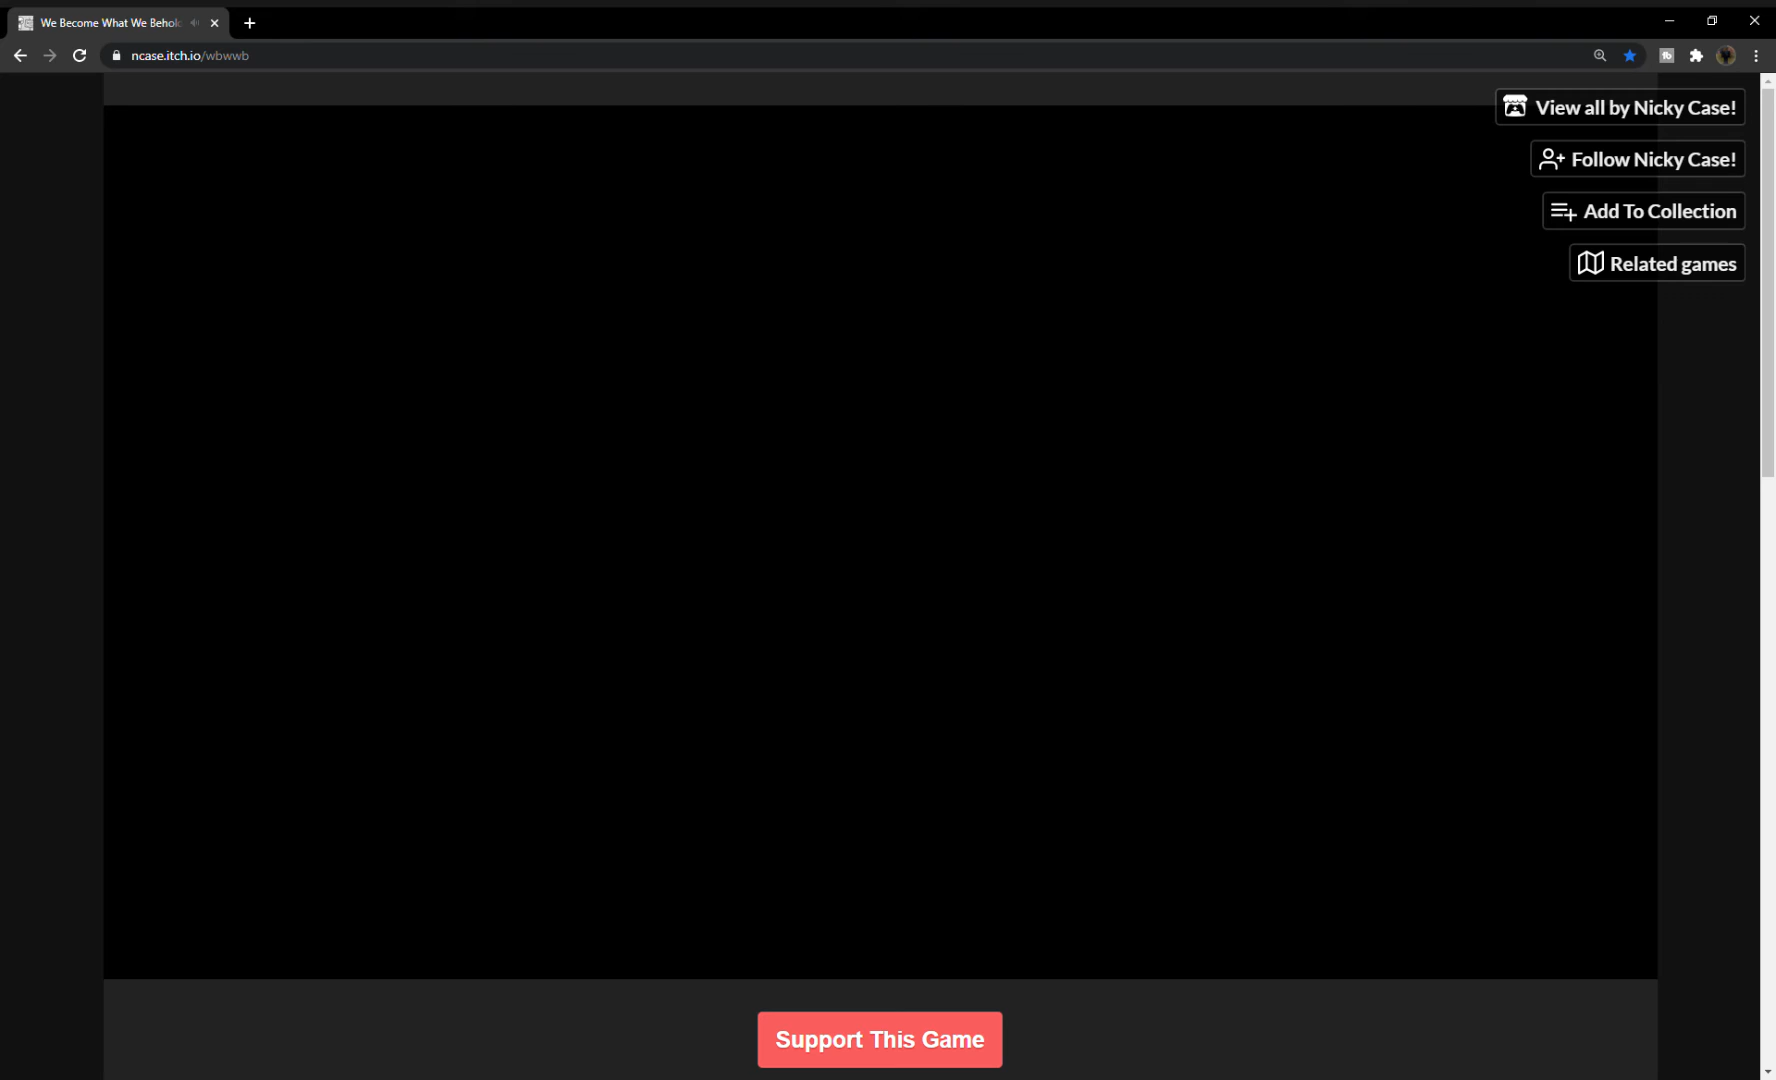 We Become What We Behol
ncase.itch.io/wbwwb
View all by Nicky Case!
Follow Nicky Case!
Add To Collection
Related games
Support This Game